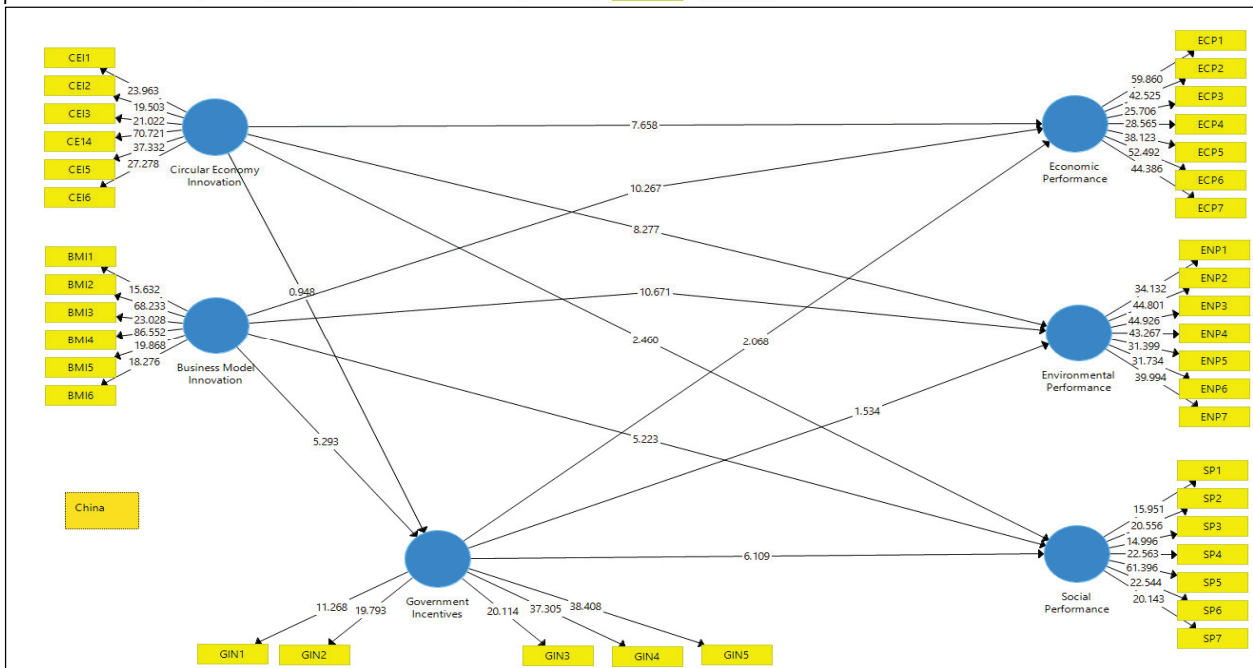 CEI1
CEI2
CEI3
CE14
CEI5
CEI6
23.963
19.503
21.022
70.721
37.332
27.278
Circular Economy
Innovation
BMI1
BMI2
BMI3
BMI4
BMI5
BMI6
15.632
68.233
23.028
86.552
19.868
18.276
Business Model
Innovation
China
7.658
10.267
8.277
0.948
10.671
2.460
2.068
1.534
5.293
5.223
6.109
Government
Incentives
11.268
19.793
20.114
37.305
38.408
GIN1
GIN2
GIN3
GIN4
GIN5
Economic
Performance
59.860
42.525
25.706
28.565
38.123
52.492
44.386
ECP1
ECP2
ECP3
ECP4
ECP5
ECP6
ECP7
Environmental
Performance
34.132
44.801
44.926
43.267
31.399
31.734
39.994
ENP1
ENP2
ENP3
ENP4
ENP5
ENP6
ENP7
Social
Performance
15.951
20.556
14.996
22.563
61.396
22.544
20.143
SP1
SP2
SP3
SP4
SP5
SP6
SP7